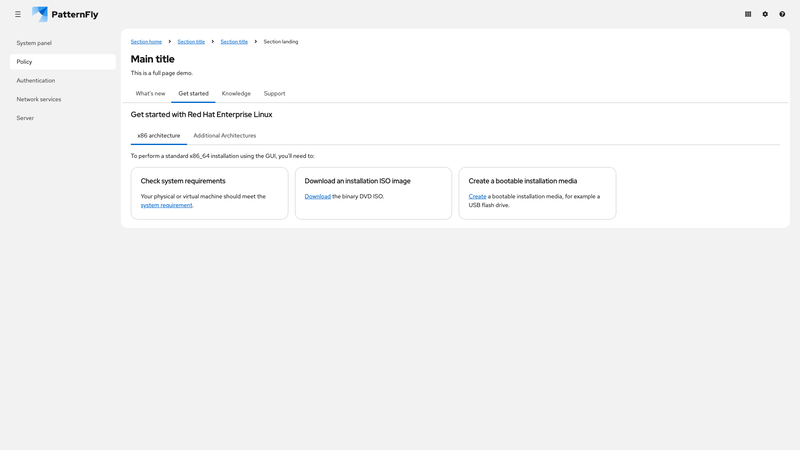 PatternFly
System panel
Policy
Authentication
Network services
Server
Section home Section title Section title Section landing
Main title
This is a full page demo.
What's new Get started Knowledge Support
Get started with Red Hat Enterprise Linux
x86 architecture Additional Architectures
To perform a standard x86_64 installation using the GUI, you'll need to:
Check system requirements
Your physical or virtual machine should meet the
system requirement.
Download an installation ISO image
Download the binary DVD ISO.
Create a bootable installation media
Create a bootable installation media, for example a
USB flash drive.